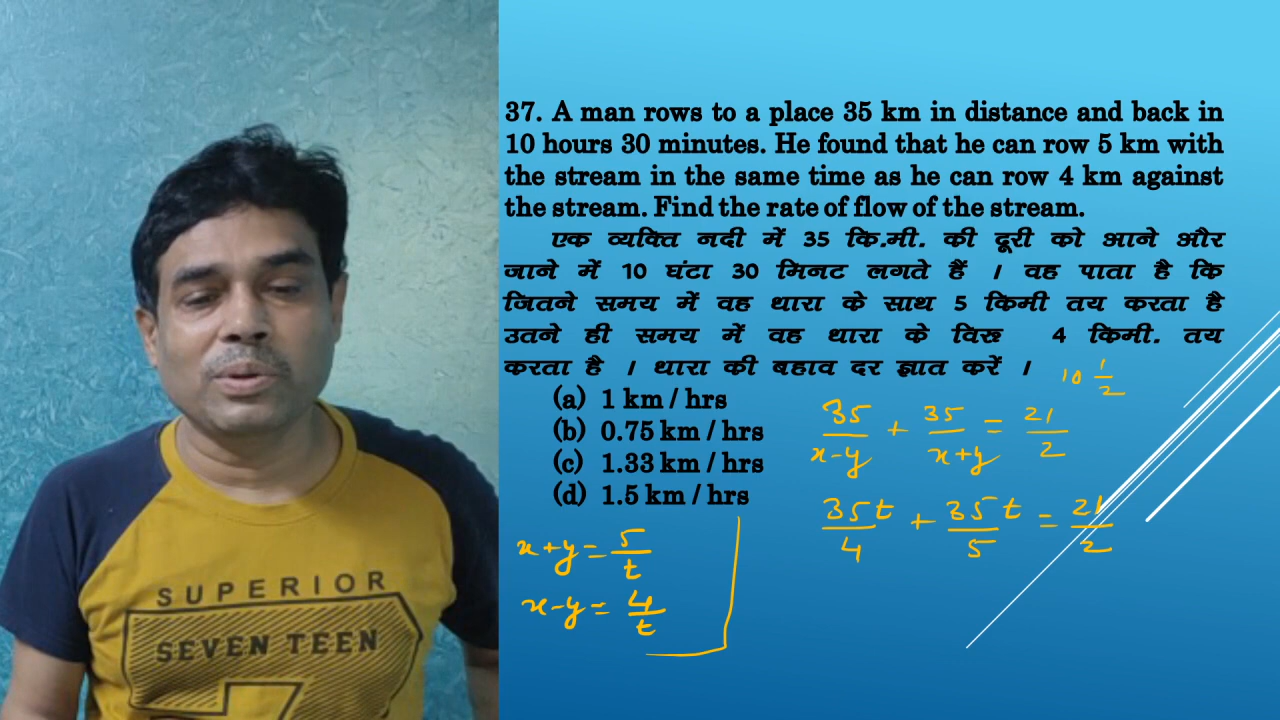 37. A man rows to a place 35 km in distance and back in
10 hours 30 minutes. He found that he can row 5 km with
the stream in the same time as he can row 4 km against
the stream. Find the rate of flow of the stream.
एक व्यक्ति नदी में 35 कि.मी. की दूरी को आने और
जाने में 10 घंटा 30 मिनट लगते हैं । वह पाता है कि
जितने समय में वह धारा के साथ 5 किमी तय करता है
उतने ही समय में वह धारा के 4 किमी. तय
करता है । धारा की बहाव दर ज्ञात करें ।
(a) 1 km / hrs
(b) 0.75 km / hrs
(c) 1.33 km / hrs
(d) 1.5 km / hrs
10 1/2
35/x-y + 35/x+y = 21/2
35t/4 + 35t/5 = 21/2
x+y = 5/t
x-y = 4/t
SUPERIOR
SEVEN TEEN